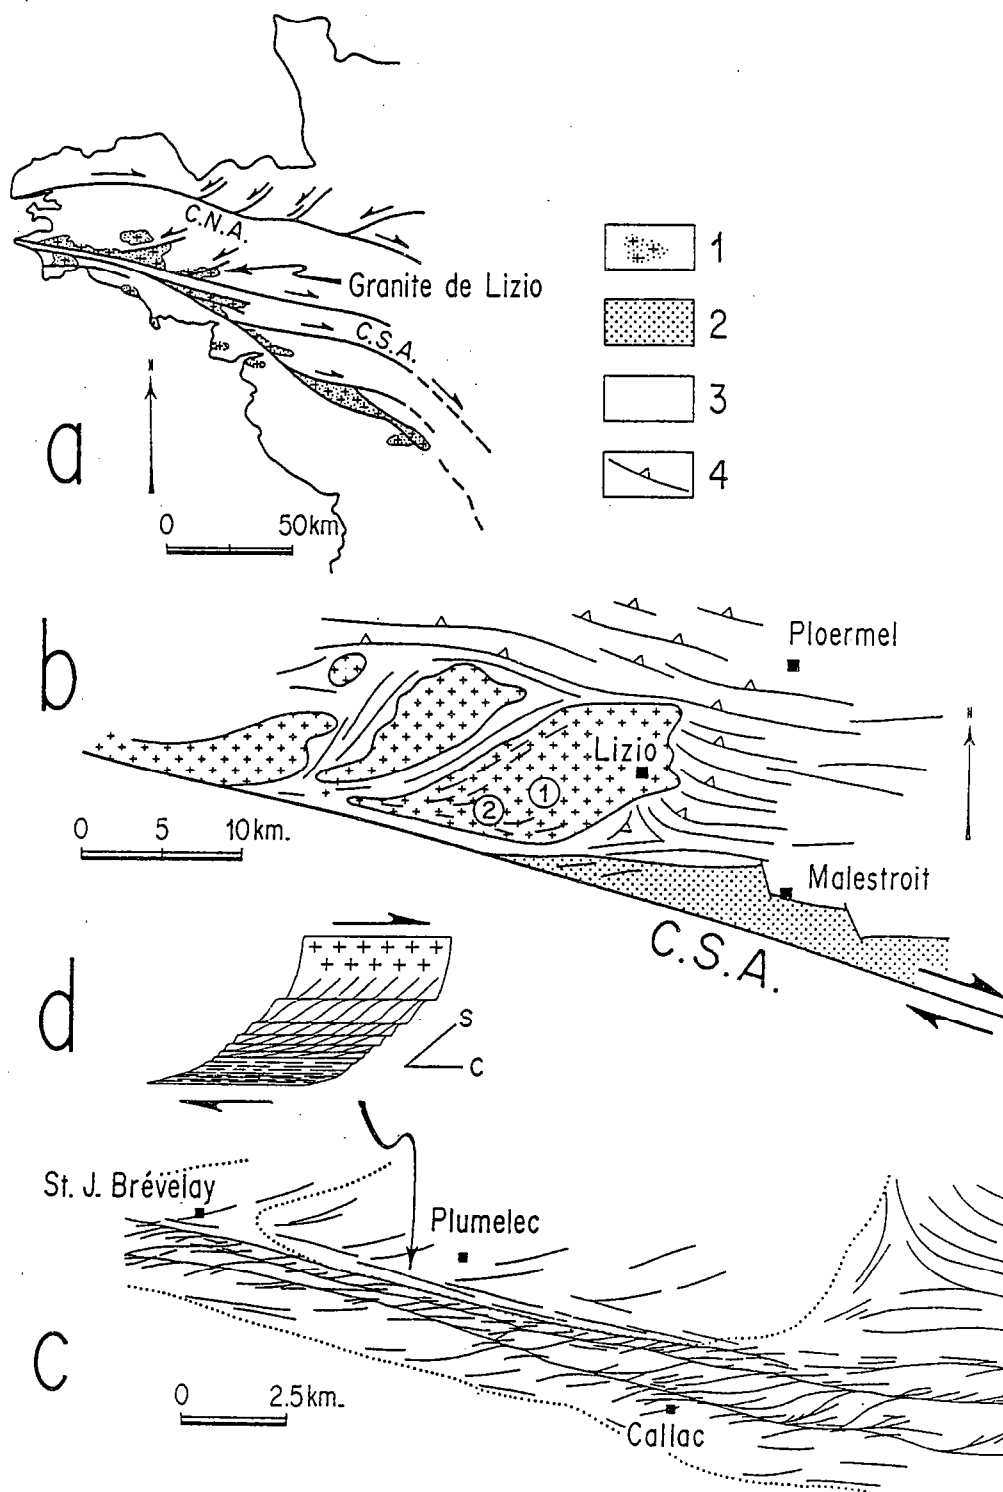 C.N.A.
Granite de Lizio
C.S.A.
N
a
0 50km
1
2
3
4
b
Ploermel
N
Lizio
1
2
0 5 10km.
Malestroit
C.S.A.
d
S
C
St. J. Brévelay
Plumelec
c
0 2.5km.
Callac